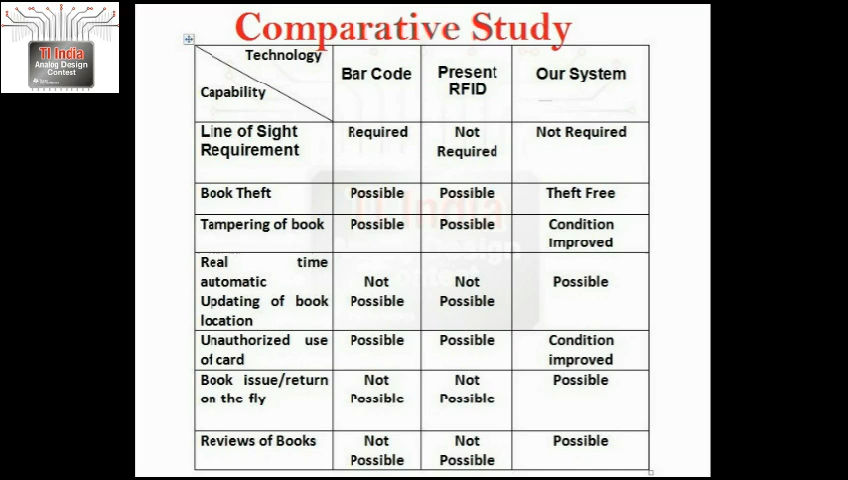 Comparative Study
TI India
Analog Design
Contest
Technology
Capability
Bar Code
Present
RFID
Our System
Line of Sight
Requirement
Required
Not
Required
Not Required
Book Theft
Possible
Possible
Theft Free
Tampering of book
Possible
Possible
Condition
Improved
Real time
automatic
Updating of book
location
Not
Possible
Not
Possible
Possible
Unauthorized use
of card
Possible
Possible
Condition
improved
Book issue/return
on the fly
Not
Possible
Not
Possible
Possible
Reviews of Books
Not
Possible
Not
Possible
Possible